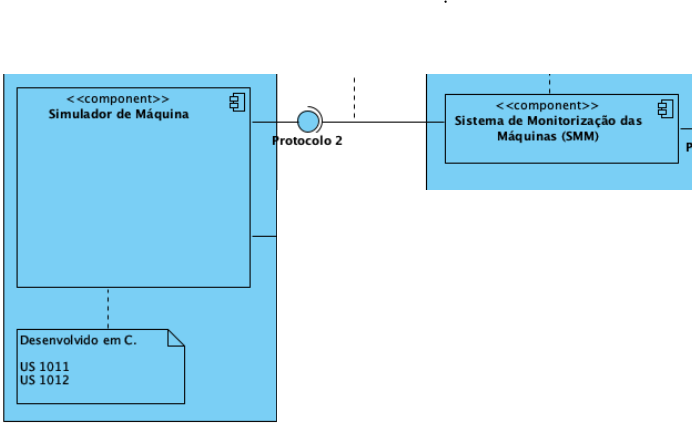 <<component>>
Simulador de Máquina
Protocolo 2
<<component>>
Sistema de Monitorização das
Máquinas (SMM)
P
Desenvolvido em C.
US 1011
US 1012